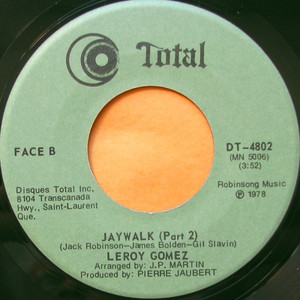 Total
FACE B
DT-4802
(MN 5006)
(3:52)
Disques Total Inc,
8104 Transcanada
Hwy., Saint-Laurent
Que.
Robinsong Music
℗ 1978
JAYWALK (Part 2)
(Jack Robinson-James Bolden-Gil Slavin)
LEROY GOMEZ
Arranged by: J.P. MARTIN
Produced by: PIERRE JAUBERT